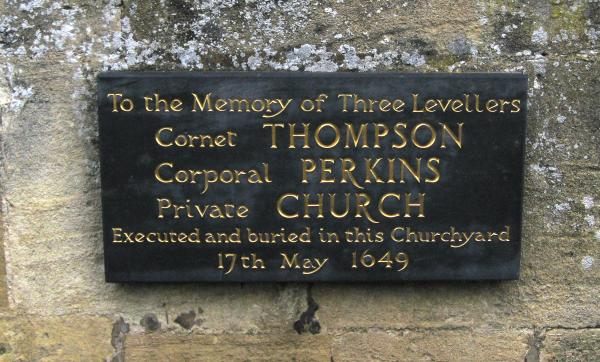 To the Memory of Three Levellers
Cornet THOMPSON
Corporal PERKINS
Private CHURCH
Executed and buried in this Churchyard
17th May 1649